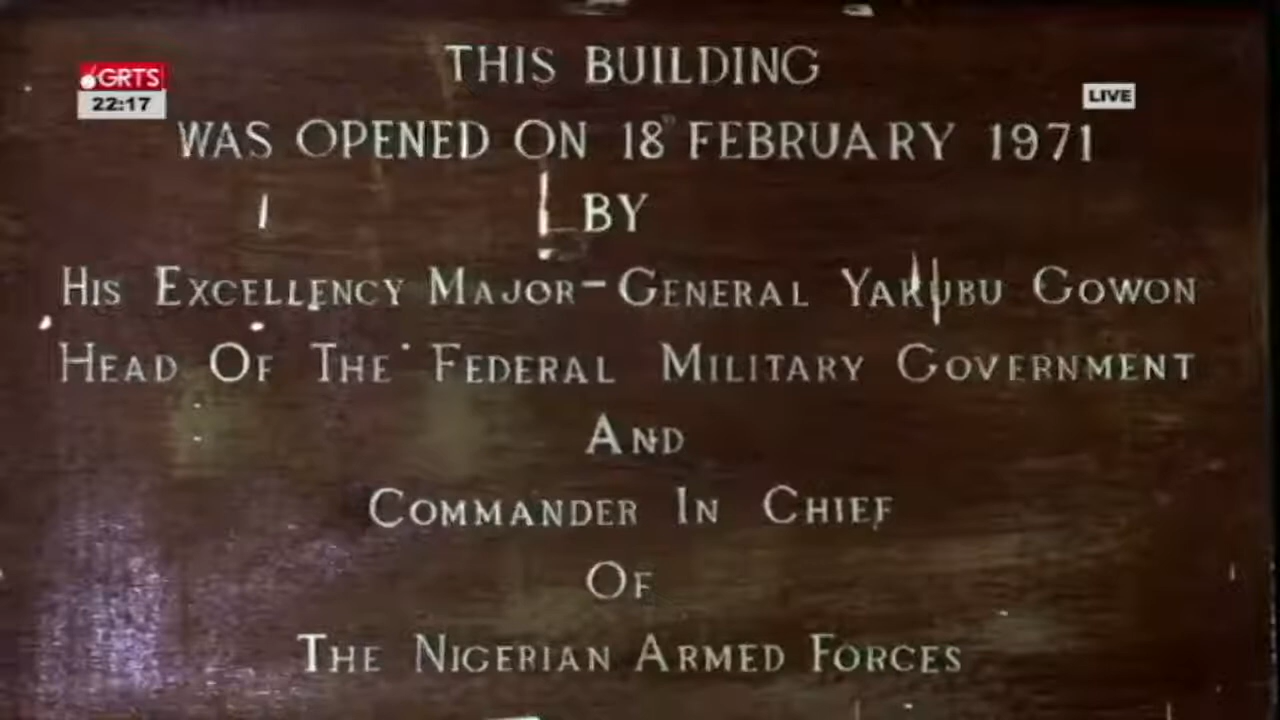 THIS BUILDING
GRTS
22:17
LIVE
WAS OPENED ON 18TH FEBRUARY 1971
BY
HIS EXCELLENCY MAJOR-GENERAL YAKUBU GOWON
HEAD OF THE FEDERAL MILITARY GOVERNMENT
AND
COMMANDER IN CHIEF
OF
THE NIGERIAN ARMED FORCES